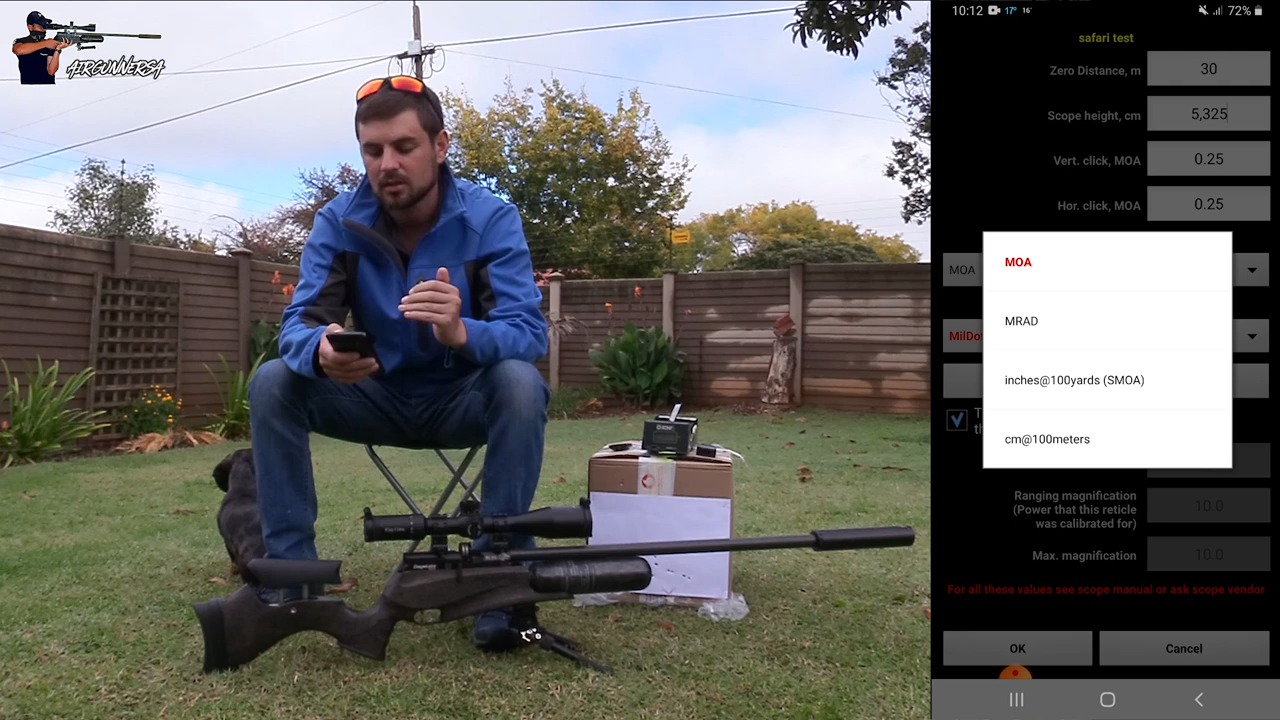 AIRGUNNERSA
10:12 17° 16° 72%
safari test
Zero Distance, m 30
Scope height, cm 5,325
Vert. click, MOA 0.25
Hor. click, MOA 0.25
MOA
MOA
MRAD
MilDo
inches@100yards (SMOA)
T
th
cm@100meters
Ranging magnification
(Power that this reticle
was calibrated for) 10.0
Max. magnification 10.0
For all these values see scope manual or ask scope vendor
OK Cancel